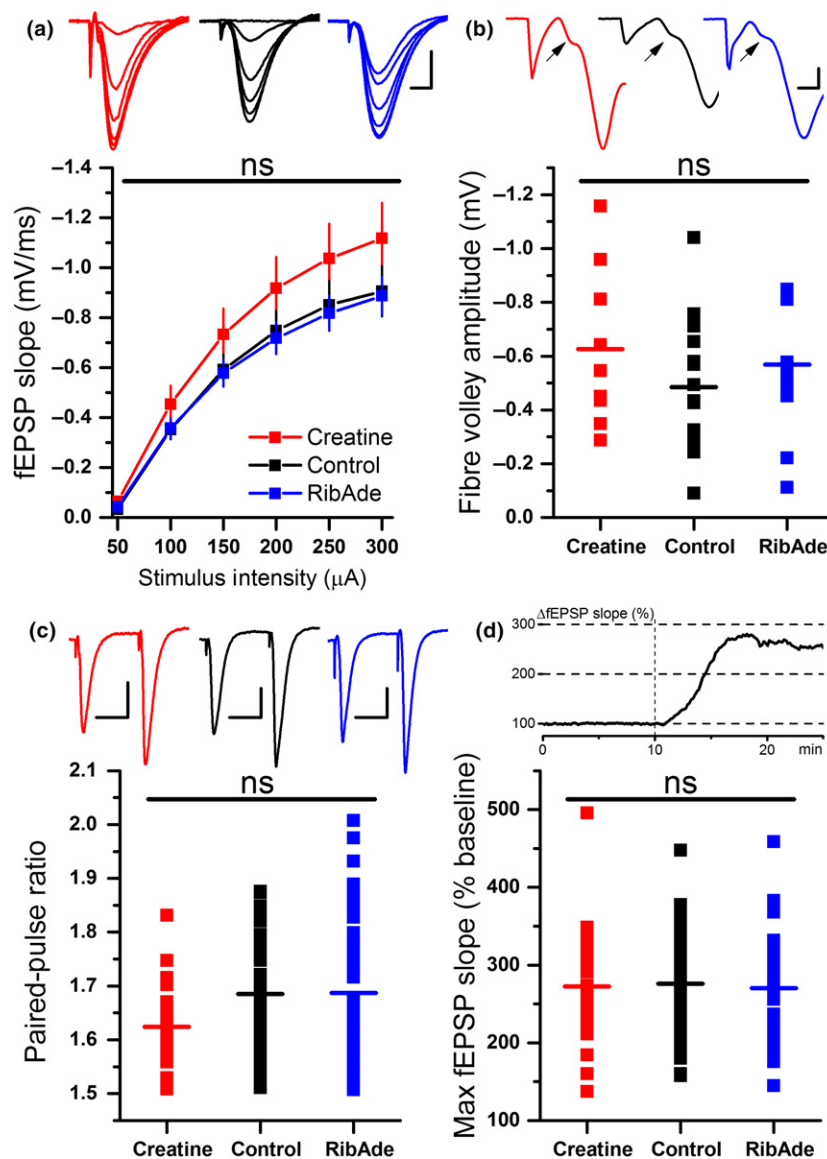 (a)
ns
fEPSP slope (mV/ms)
–1.4
–1.2
–1.0
–0.8
–0.6
–0.4
–0.2
0.0
Creatine
Control
RibAde
50 100 150 200 250 300
Stimulus intensity (μA)
(b)
ns
Fibre volley amplitude (mV)
–1.2
–1.0
–0.8
–0.6
–0.4
–0.2
0.0
Creatine Control RibAde
(c)
ns
Paired-pulse ratio
2.1
2.0
1.9
1.8
1.7
1.6
1.5
Creatine Control RibAde
(d)
ΔfEPSP slope (%)
300
200
100
0 10 20 min
ns
Max fEPSP slope (% baseline)
500
400
300
200
100
Creatine Control RibAde